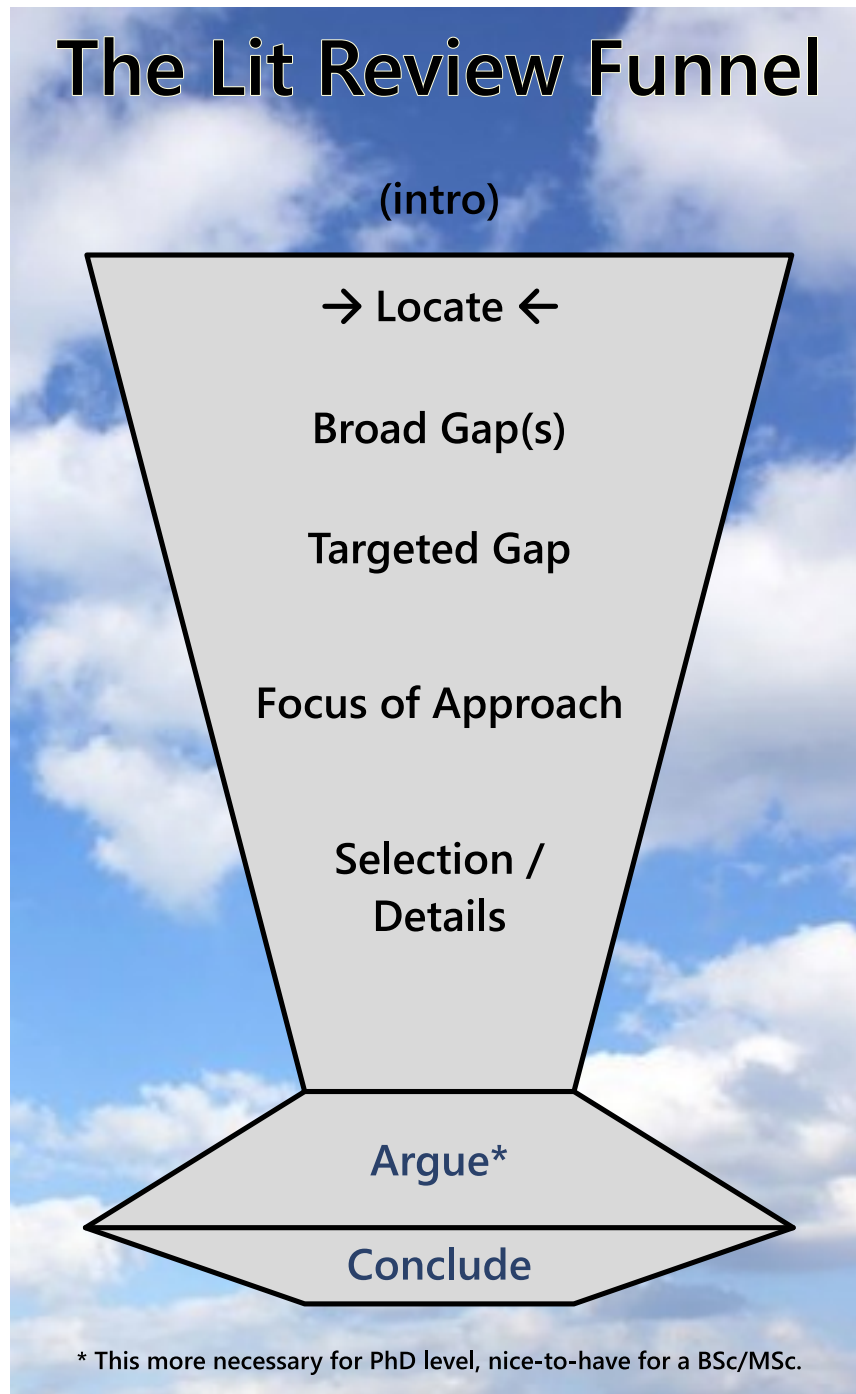 The Lit Review Funnel
(intro)
→ Locate ←
Broad Gap(s)
Targeted Gap
Focus of Approach
Selection /
Details
Argue*
Conclude
* This more necessary for PhD level, nice-to-have for a BSc/MSc.